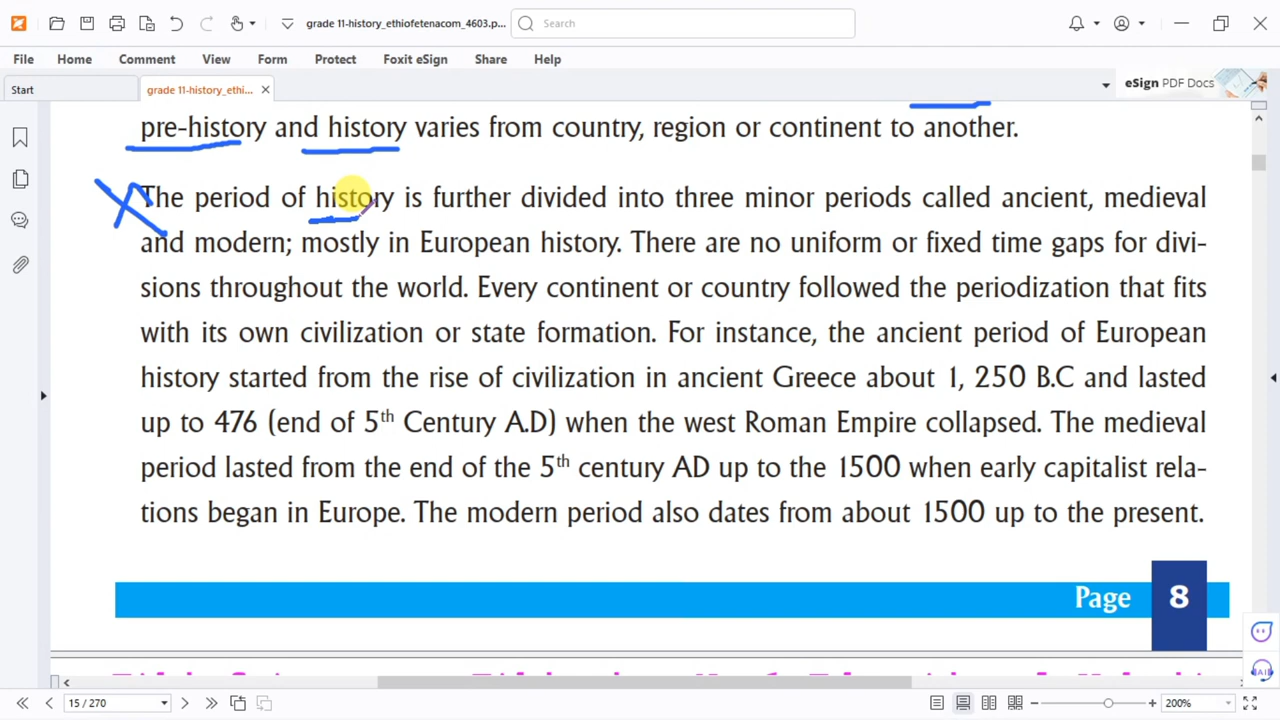 grade 11-history_ethiofetenacom_4603.p...
Search
File Home Comment View Form Protect Foxit eSign Share Help
Start
grade 11-history_ethi...
eSign PDF Docs
pre-history and history varies from country, region or continent to another.
The period of history is further divided into three minor periods called ancient, medieval
and modern; mostly in European history. There are no uniform or fixed time gaps for divi-
sions throughout the world. Every continent or country followed the periodization that fits
with its own civilization or state formation. For instance, the ancient period of European
history started from the rise of civilization in ancient Greece about 1, 250 B.C and lasted
up to 476 (end of 5th Century A.D) when the west Roman Empire collapsed. The medieval
period lasted from the end of the 5th century AD up to the 1500 when early capitalist rela-
tions began in Europe. The modern period also dates from about 1500 up to the present.
Page 8
15 / 270
200%